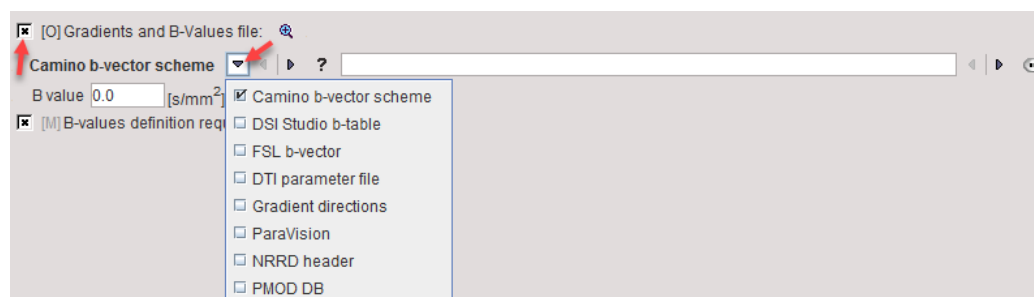 [O] Gradients and B-Values file:
Camino b-vector scheme ?
B value 0.0 [s/mm²]
Camino b-vector scheme
[M] B-values definition requ
DSI Studio b-table
FSL b-vector
DTI parameter file
Gradient directions
ParaVision
NRRD header
PMOD DB